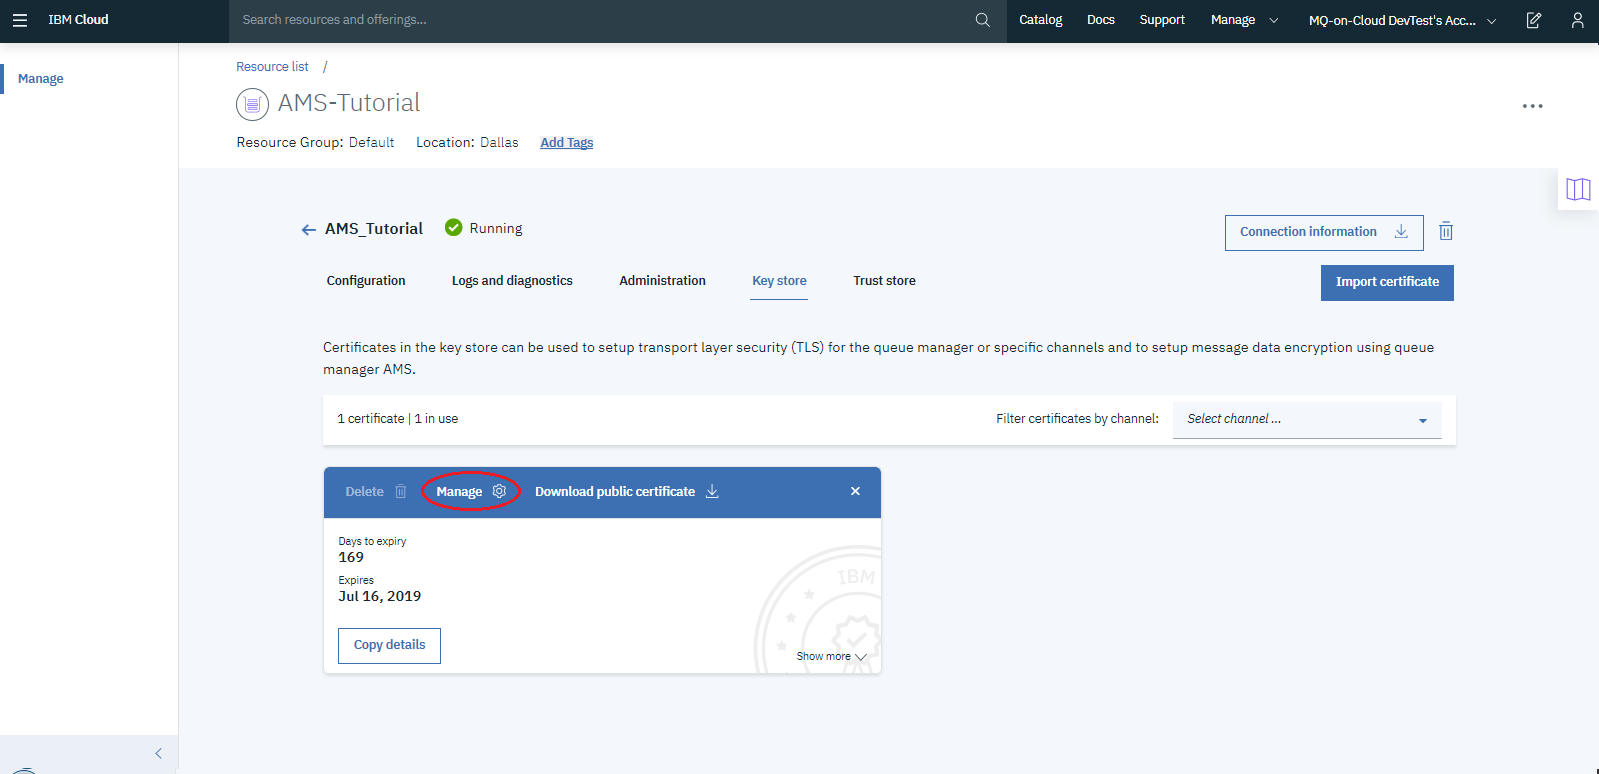 IBM Cloud
Search resources and offerings...
Catalog
Docs
Support
Manage
MQ-on-Cloud DevTest's Acc...
Manage
Resource list /
AMS-Tutorial
Resource Group: Default
Location: Dallas
Add Tags
AMS_Tutorial
Running
Connection information
Configuration
Logs and diagnostics
Administration
Key store
Trust store
Import certificate
Certificates in the key store can be used to setup transport layer security (TLS) for the queue manager or specific channels and to setup message data encryption using queue
manager AMS.
1 certificate | 1 in use
Filter certificates by channel:
Select channel ...
Delete
Manage
Download public certificate
Days to expiry
169
Expires
Jul 16, 2019
IBM
Copy details
Show more